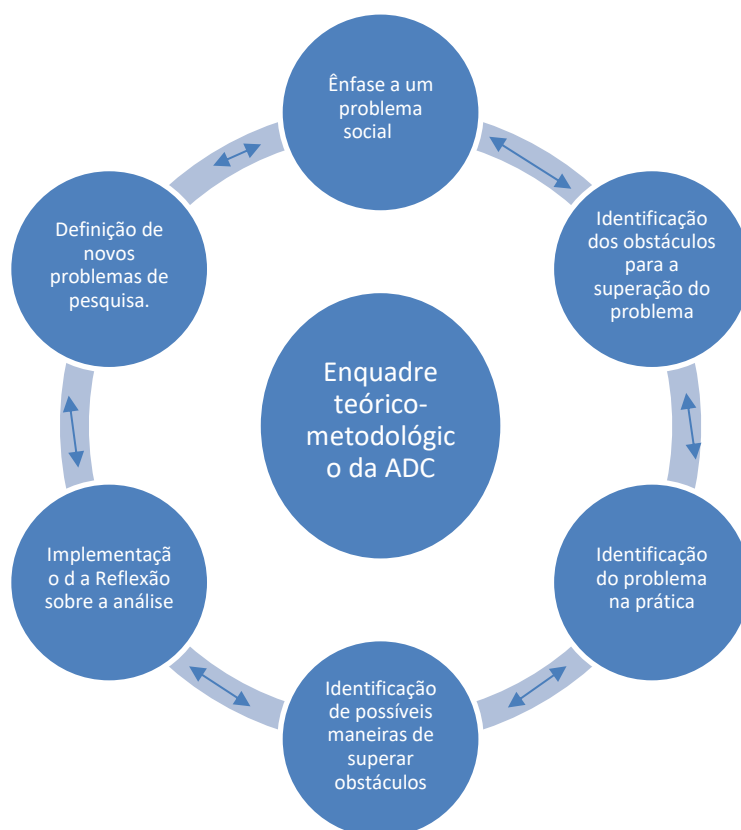 Ênfase a um
problema
social
Identificação
dos obstáculos
para a
superação do
problema
Identificação
do problema
na prática
Identificação
de possíveis
maneiras de
superar
obstáculos
Implementaçã
o d a Reflexão
sobre a análise
Definição de
novos
problemas de
pesquisa.
Enquadre
teórico-
metodológic
o da ADC